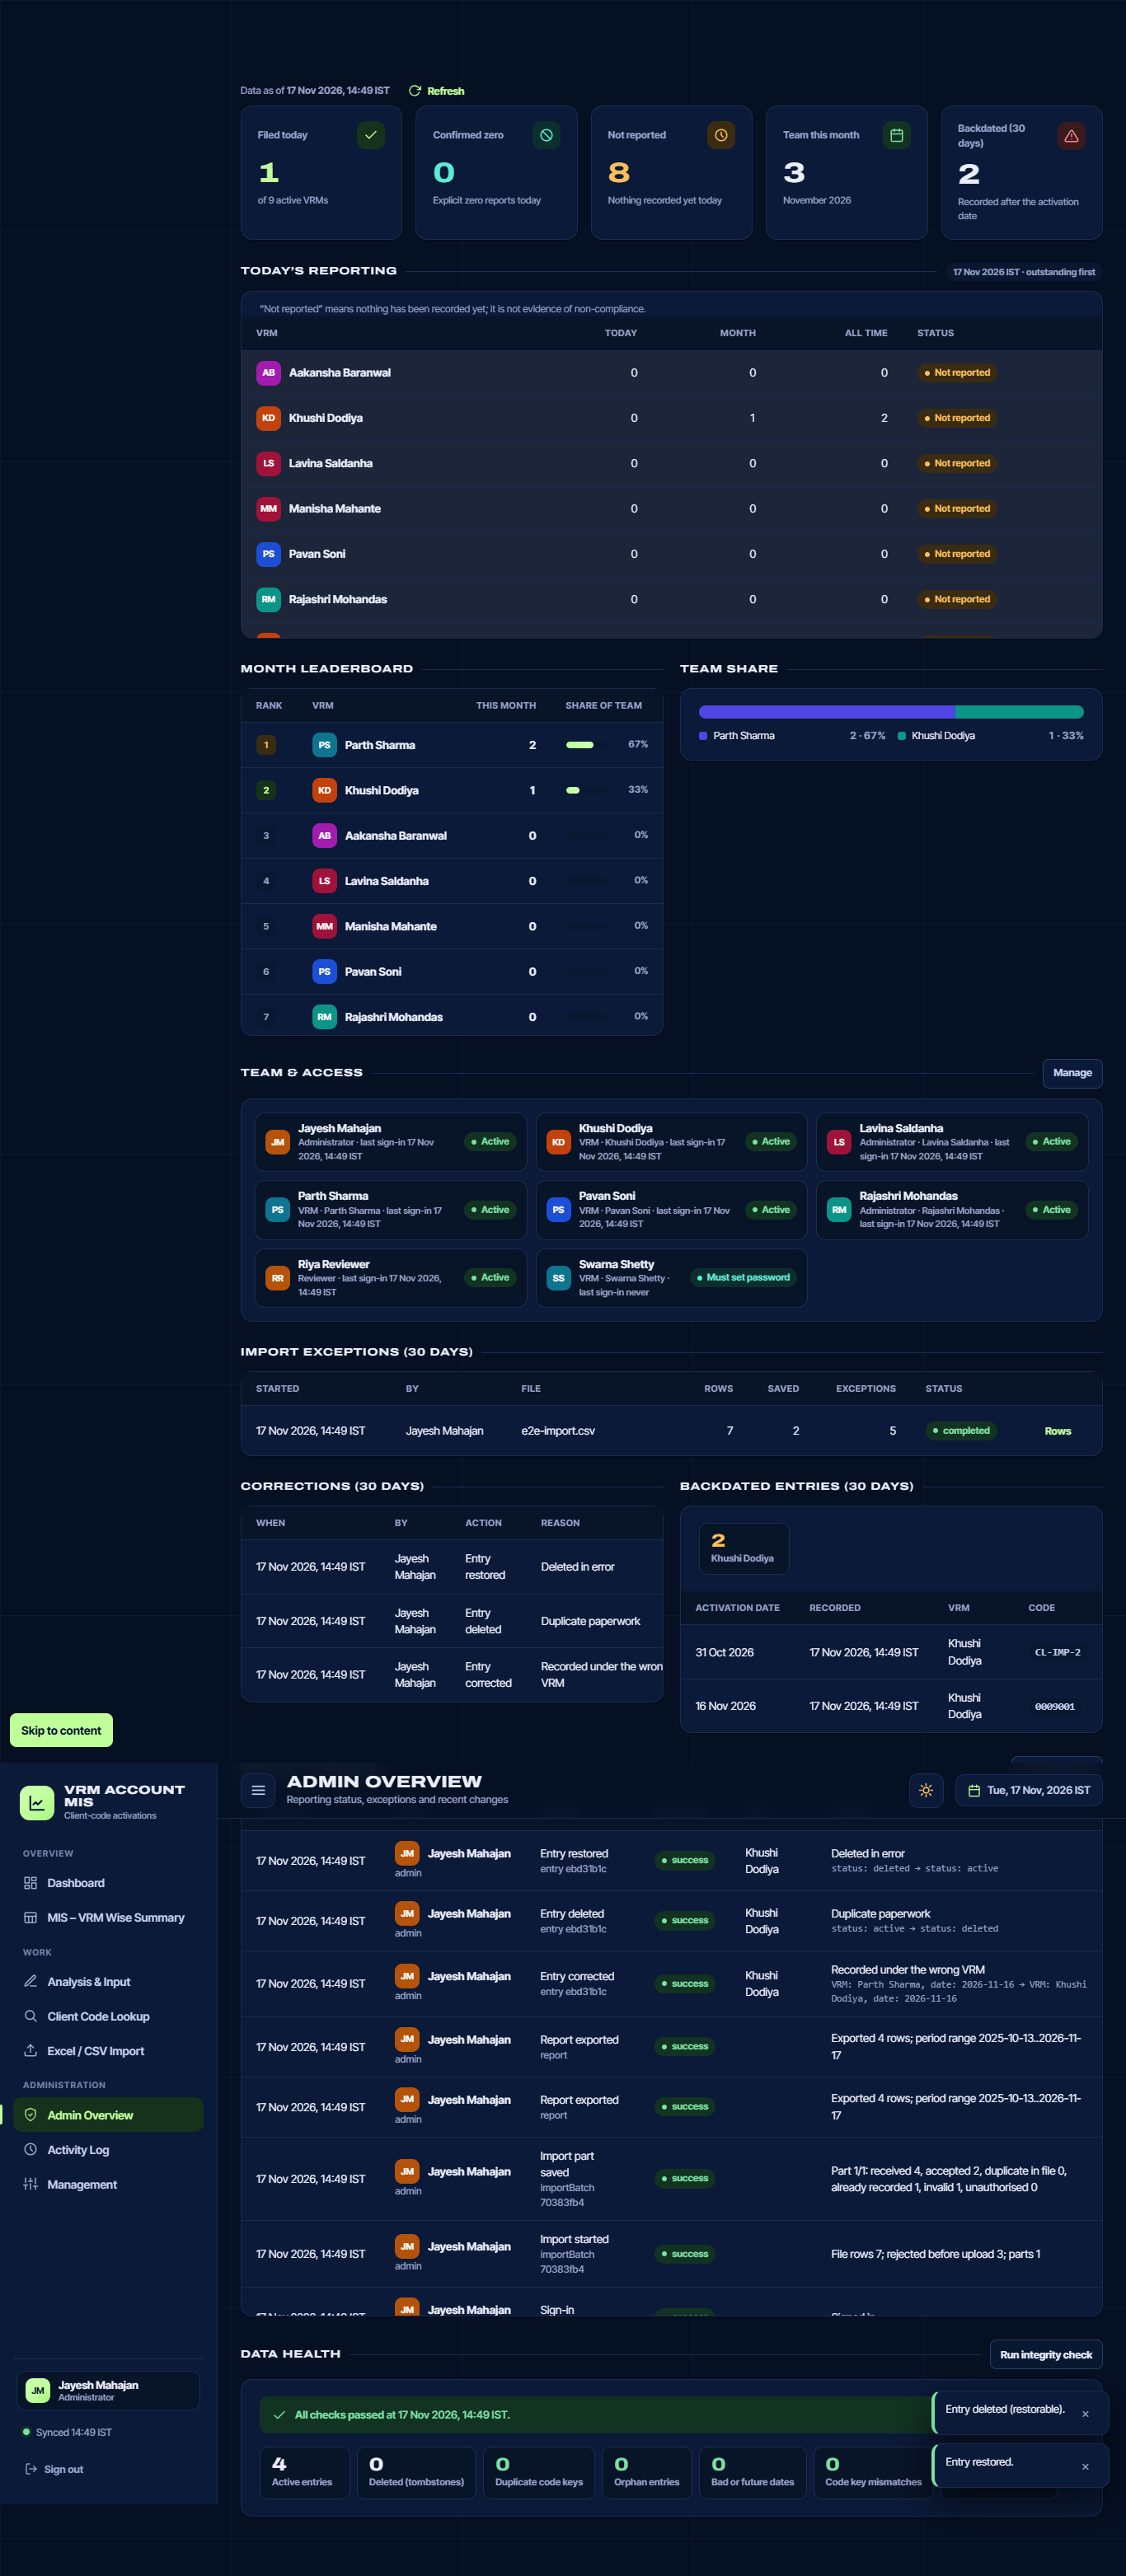 Data as of 17 Nov 2026, 14:49 IST Refresh
Filed today
1
of 9 active VRMs
Confirmed zero
0
Explicit zero reports today
Not reported
8
Nothing recorded yet today
Team this month
3
November 2026
Backdated (30
days)
2
Recorded after the activation
date
TODAY'S REPORTING
17 Nov 2026 IST · outstanding first
"Not reported" means nothing has been recorded yet; it is not evidence of non-compliance.
VRM TODAY MONTH ALL TIME STATUS
AB Aakansha Baranwal 0 0 0 Not reported
KD Khushi Dodiya 0 1 2 Not reported
LS Lavina Saldanha 0 0 0 Not reported
MM Manisha Mahante 0 0 0 Not reported
PS Pavan Soni 0 0 0 Not reported
RM Rajashri Mohandas 0 0 0 Not reported
MONTH LEADERBOARD
RANK VRM THIS MONTH SHARE OF TEAM
1 PS Parth Sharma 2 67%
2 KD Khushi Dodiya 1 33%
3 AB Aakansha Baranwal 0 0%
4 LS Lavina Saldanha 0 0%
5 MM Manisha Mahante 0 0%
6 PS Pavan Soni 0 0%
7 RM Rajashri Mohandas 0 0%
TEAM SHARE
Parth Sharma 2 · 67% Khushi Dodiya 1 · 33%
TEAM & ACCESS
Manage
JM Jayesh Mahajan
Administrator · last sign-in 17 Nov
2026, 14:49 IST
Active
KD Khushi Dodiya
VRM · Khushi Dodiya · last sign-in 17
Nov 2026, 14:49 IST
Active
LS Lavina Saldanha
Administrator · Lavina Saldanha · last
sign-in 17 Nov 2026, 14:49 IST
Active
PS Parth Sharma
VRM · Parth Sharma · last sign-in 17
Nov 2026, 14:49 IST
Active
PS Pavan Soni
VRM · Pavan Soni · last sign-in 17 Nov
2026, 14:49 IST
Active
RM Rajashri Mohandas
Administrator · Rajashri Mohandas ·
last sign-in 17 Nov 2026, 14:49 IST
Active
RR Riya Reviewer
Reviewer · last sign-in 17 Nov 2026,
14:49 IST
Active
SS Swarna Shetty
VRM · Swarna Shetty ·
last sign-in never
Must set password
IMPORT EXCEPTIONS (30 DAYS)
STARTED BY FILE ROWS SAVED EXCEPTIONS STATUS
17 Nov 2026, 14:49 IST Jayesh Mahajan e2e-import.csv 7 2 5 completed Rows
CORRECTIONS (30 DAYS)
WHEN BY ACTION REASON
17 Nov 2026, 14:49 IST Jayesh Mahajan Entry restored Deleted in error
17 Nov 2026, 14:49 IST Jayesh Mahajan Entry deleted Duplicate paperwork
17 Nov 2026, 14:49 IST Jayesh Mahajan Entry corrected Recorded under the wron
VRM
BACKDATED ENTRIES (30 DAYS)
2
Khushi Dodiya
ACTIVATION DATE RECORDED VRM CODE
31 Oct 2026 17 Nov 2026, 14:49 IST Khushi Dodiya CL-IMP-2
16 Nov 2026 17 Nov 2026, 14:49 IST Khushi Dodiya 0009001
Skip to content
VRM ACCOUNT
MIS
Client-code activations
OVERVIEW
Dashboard
MIS – VRM Wise Summary
WORK
Analysis & Input
Client Code Lookup
Excel / CSV Import
ADMINISTRATION
Admin Overview
Activity Log
Management
JM Jayesh Mahajan
Administrator
Synced 14:49 IST
Sign out
ADMIN OVERVIEW
Reporting status, exceptions and recent changes
Tue, 17 Nov, 2026 IST
17 Nov 2026, 14:49 IST JM Jayesh Mahajan admin Entry restored entry ebd31b1c success Khushi Dodiya Deleted in error
status: deleted → status: active
17 Nov 2026, 14:49 IST JM Jayesh Mahajan admin Entry deleted entry ebd31b1c success Khushi Dodiya Duplicate paperwork
status: active → status: deleted
17 Nov 2026, 14:49 IST JM Jayesh Mahajan admin Entry corrected entry ebd31b1c success Khushi Dodiya Recorded under the wrong VRM
VRM: Parth Sharma, date: 2026-11-16 → VRM: Khushi
Dodiya, date: 2026-11-16
17 Nov 2026, 14:49 IST JM Jayesh Mahajan admin Report exported report success Exported 4 rows; period range 2025-10-13..2026-11-
17
17 Nov 2026, 14:49 IST JM Jayesh Mahajan admin Report exported report success Exported 4 rows; period range 2025-10-13..2026-11-
17
17 Nov 2026, 14:49 IST JM Jayesh Mahajan admin Import part saved importBatch 70383fb4 success Part 1/1: received 4, accepted 2, duplicate in file 0,
already recorded 1, invalid 1, unauthorised 0
17 Nov 2026, 14:49 IST JM Jayesh Mahajan admin Import started importBatch 70383fb4 success File rows 7; rejected before upload 3; parts 1
JM Jayesh Mahajan Sign-in
DATA HEALTH
Run integrity check
All checks passed at 17 Nov 2026, 14:49 IST.
4
Active entries
0
Deleted (tombstones)
0
Duplicate code keys
0
Orphan entries
0
Bad or future dates
0
Code key mismatches
Entry deleted (restorable). ×
Entry restored. ×